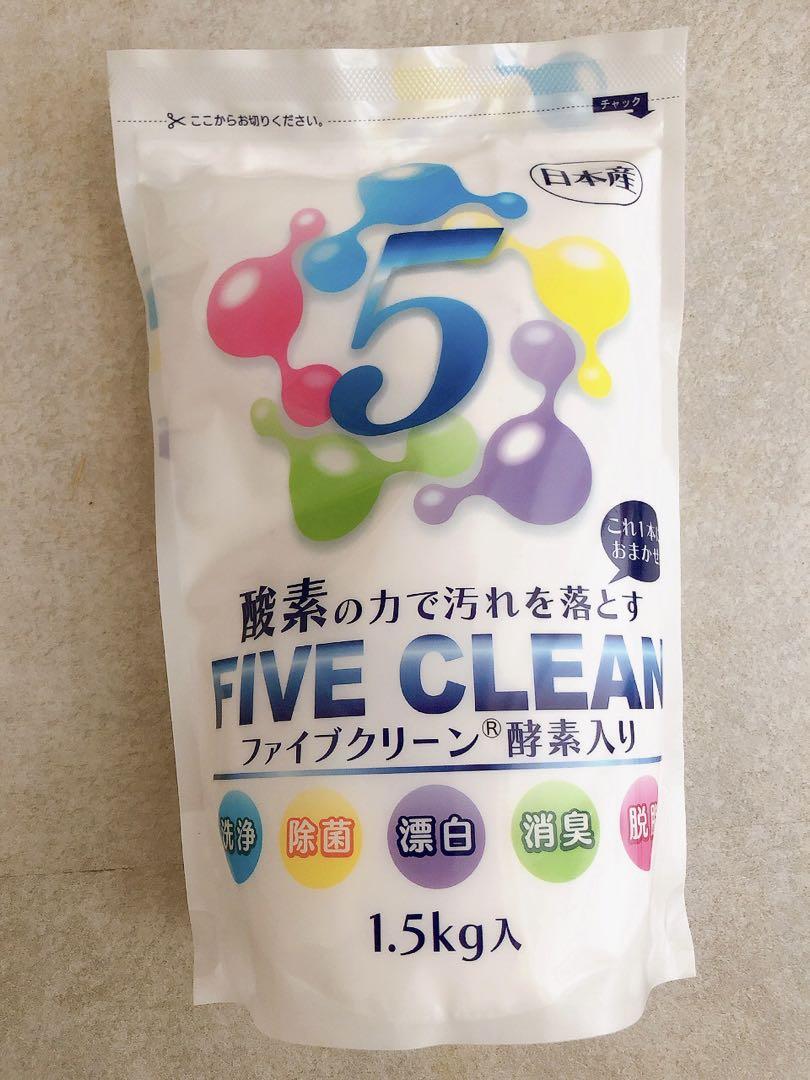 ここからお切りください。
チャック
日本産
5
これ1本に
おまかせ
酸素の力で汚れを落とす
FIVE CLEAN
ファイブクリーン®酵素入り
洗浄
除菌
漂白
消臭
脱
1.5kg入